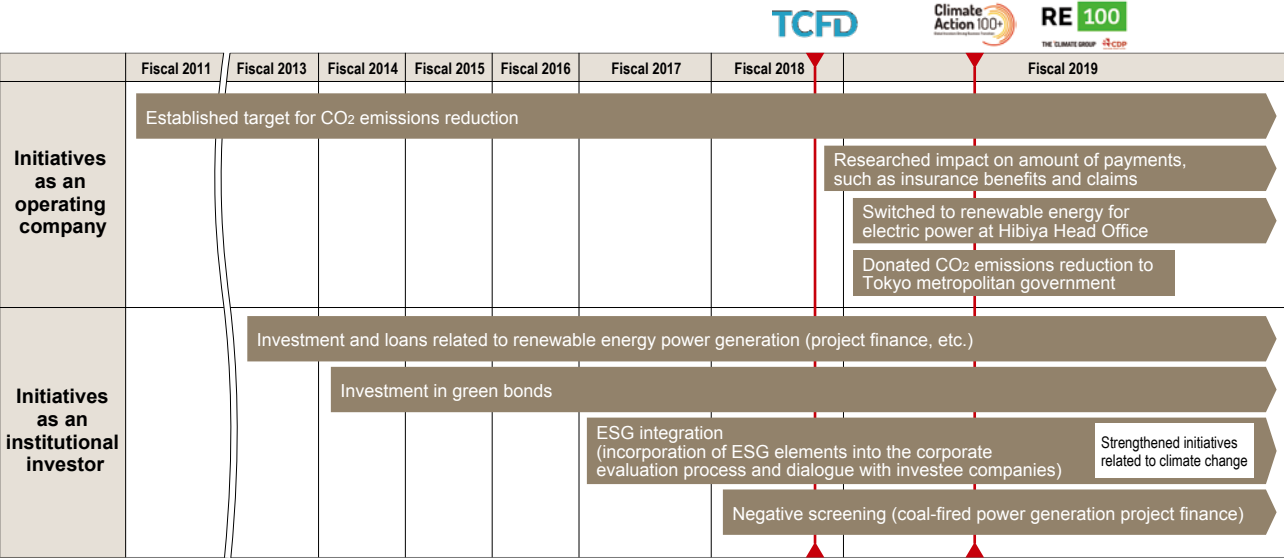 TCFD
Climate
Action 100+
Global Investors Driving Business Transition
RE 100
THE °CLIMATE GROUP CDP
Fiscal 2011 Fiscal 2013 Fiscal 2014 Fiscal 2015 Fiscal 2016 Fiscal 2017 Fiscal 2018 Fiscal 2019
Initiatives
as an
operating
company
Established target for CO2 emissions reduction
Researched impact on amount of payments,
such as insurance benefits and claims
Switched to renewable energy for
electric power at Hibiya Head Office
Donated CO2 emissions reduction to
Tokyo metropolitan government
Initiatives
as an
institutional
investor
Investment and loans related to renewable energy power generation (project finance, etc.)
Investment in green bonds
ESG integration
(incorporation of ESG elements into the corporate
evaluation process and dialogue with investee companies)
Strengthened initiatives
related to climate change
Negative screening (coal-fired power generation project finance)